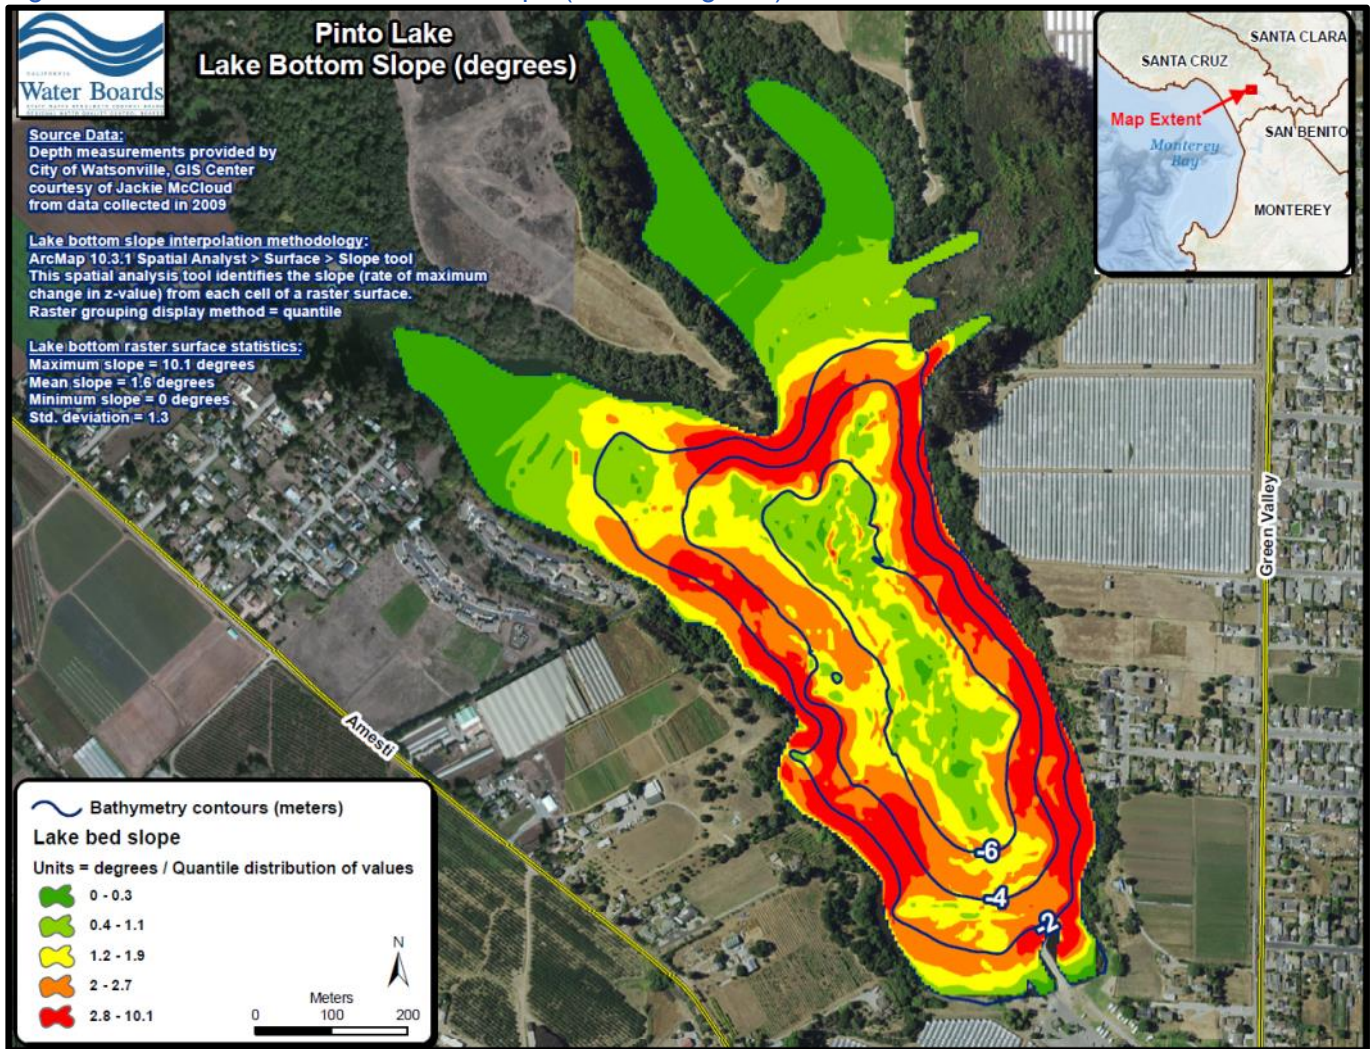 Pinto Lake
Lake Bottom Slope (degrees)
CALIFORNIA
Water Boards
Source Data:
Depth measurements provided by
City of Watsonville, GIS Center
courtesy of Jackie McCloud
from data collected in 2009
Lake bottom slope interpolation methodology:
ArcMap 10.3.1 Spatial Analyst > Surface > Slope tool
This spatial analysis tool identifies the slope (rate of maximum
change in z-value) from each cell of a raster surface.
Raster grouping display method = quantile
Lake bottom raster surface statistics:
Maximum slope = 10.1 degrees
Mean slope = 1.6 degrees
Minimum slope = 0 degrees
Std. deviation = 1.3
SANTA CLARA
SANTA CRUZ
Map Extent
SAN BENITO
Monterey
Bay
MONTEREY
Green Valley
Amesti
-6
-4
-2
Bathymetry contours (meters)
Lake bed slope
Units = degrees / Quantile distribution of values
0 - 0.3
0.4 - 1.1
1.2 - 1.9
2 - 2.7
2.8 - 10.1
N
Meters
0 100 200